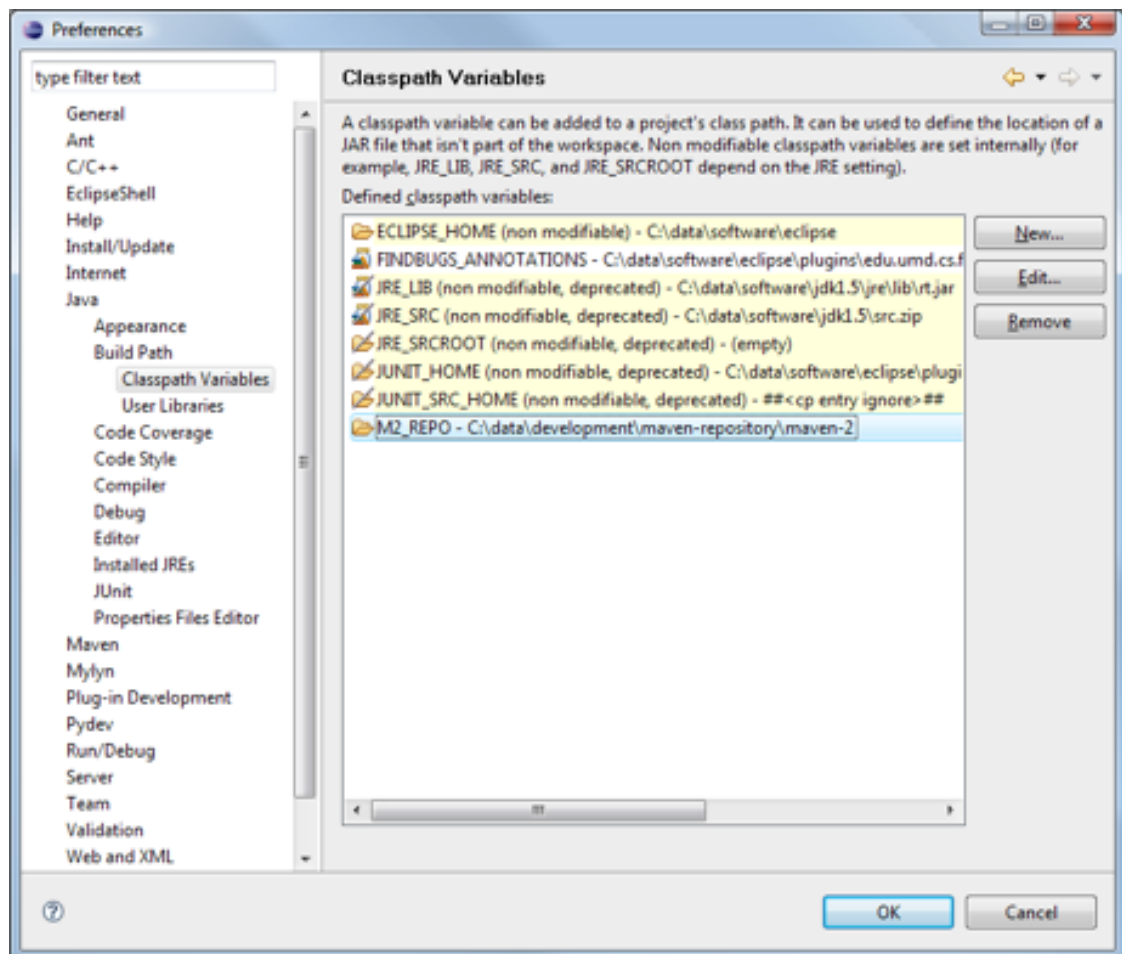 Preferences
type filter text
General
Ant
C/C++
EclipseShell
Help
Install/Update
Internet
Java
Appearance
Build Path
Classpath Variables
User Libraries
Code Coverage
Code Style
Compiler
Debug
Editor
Installed JREs
JUnit
Properties Files Editor
Maven
Mylyn
Plug-in Development
Pydev
Run/Debug
Server
Team
Validation
Web and XML
Classpath Variables
A classpath variable can be added to a project's class path. It can be used to define the location of a
JAR file that isn't part of the workspace. Non modifiable classpath variables are set internally (for
example, JRE_LIB, JRE_SRC, and JRE_SRCROOT depend on the JRE setting).
Defined classpath variables:
ECLIPSE_HOME (non modifiable) - C:\data\software\eclipse
FINDBUGS_ANNOTATIONS - C:\data\software\eclipse\plugins\edu.umd.cs.f
JRE_LIB (non modifiable, deprecated) - C:\data\software\jdk1.5\jre\lib\rt.jar
JRE_SRC (non modifiable, deprecated) - C:\data\software\jdk1.5\src.zip
JRE_SRCROOT (non modifiable, deprecated) - (empty)
JUNIT_HOME (non modifiable, deprecated) - C:\data\software\eclipse\plugi
JUNIT_SRC_HOME (non modifiable, deprecated) - ##<cp entry ignore>##
M2_REPO - C:\data\development\maven-repository\maven-2
New...
Edit...
Remove
OK
Cancel